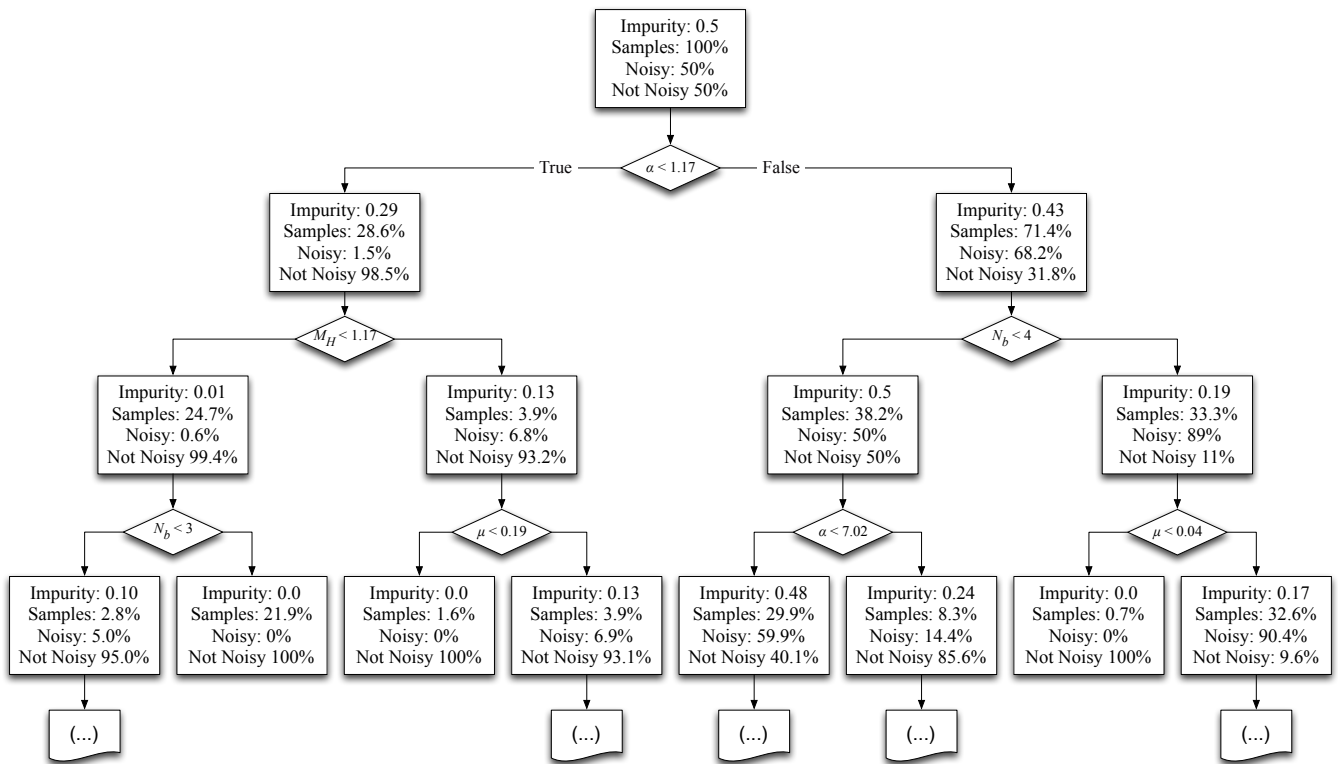 Impurity: 0.5
Samples: 100%
Noisy: 50%
Not Noisy 50%
True
α < 1.17
False
Impurity: 0.29
Samples: 28.6%
Noisy: 1.5%
Not Noisy 98.5%
Impurity: 0.43
Samples: 71.4%
Noisy: 68.2%
Not Noisy 31.8%
M_H < 1.17
N_b < 4
Impurity: 0.01
Samples: 24.7%
Noisy: 0.6%
Not Noisy 99.4%
Impurity: 0.13
Samples: 3.9%
Noisy: 6.8%
Not Noisy 93.2%
Impurity: 0.5
Samples: 38.2%
Noisy: 50%
Not Noisy 50%
Impurity: 0.19
Samples: 33.3%
Noisy: 89%
Not Noisy 11%
N_b < 3
μ < 0.19
α < 7.02
μ < 0.04
Impurity: 0.10
Samples: 2.8%
Noisy: 5.0%
Not Noisy 95.0%
Impurity: 0.0
Samples: 21.9%
Noisy: 0%
Not Noisy 100%
Impurity: 0.0
Samples: 1.6%
Noisy: 0%
Not Noisy 100%
Impurity: 0.13
Samples: 3.9%
Noisy: 6.9%
Not Noisy 93.1%
Impurity: 0.48
Samples: 29.9%
Noisy: 59.9%
Not Noisy 40.1%
Impurity: 0.24
Samples: 8.3%
Noisy: 14.4%
Not Noisy 85.6%
Impurity: 0.0
Samples: 0.7%
Noisy: 0%
Not Noisy 100%
Impurity: 0.17
Samples: 32.6%
Noisy: 90.4%
Not Noisy: 9.6%
(...)
(...)
(...)
(...)
(...)